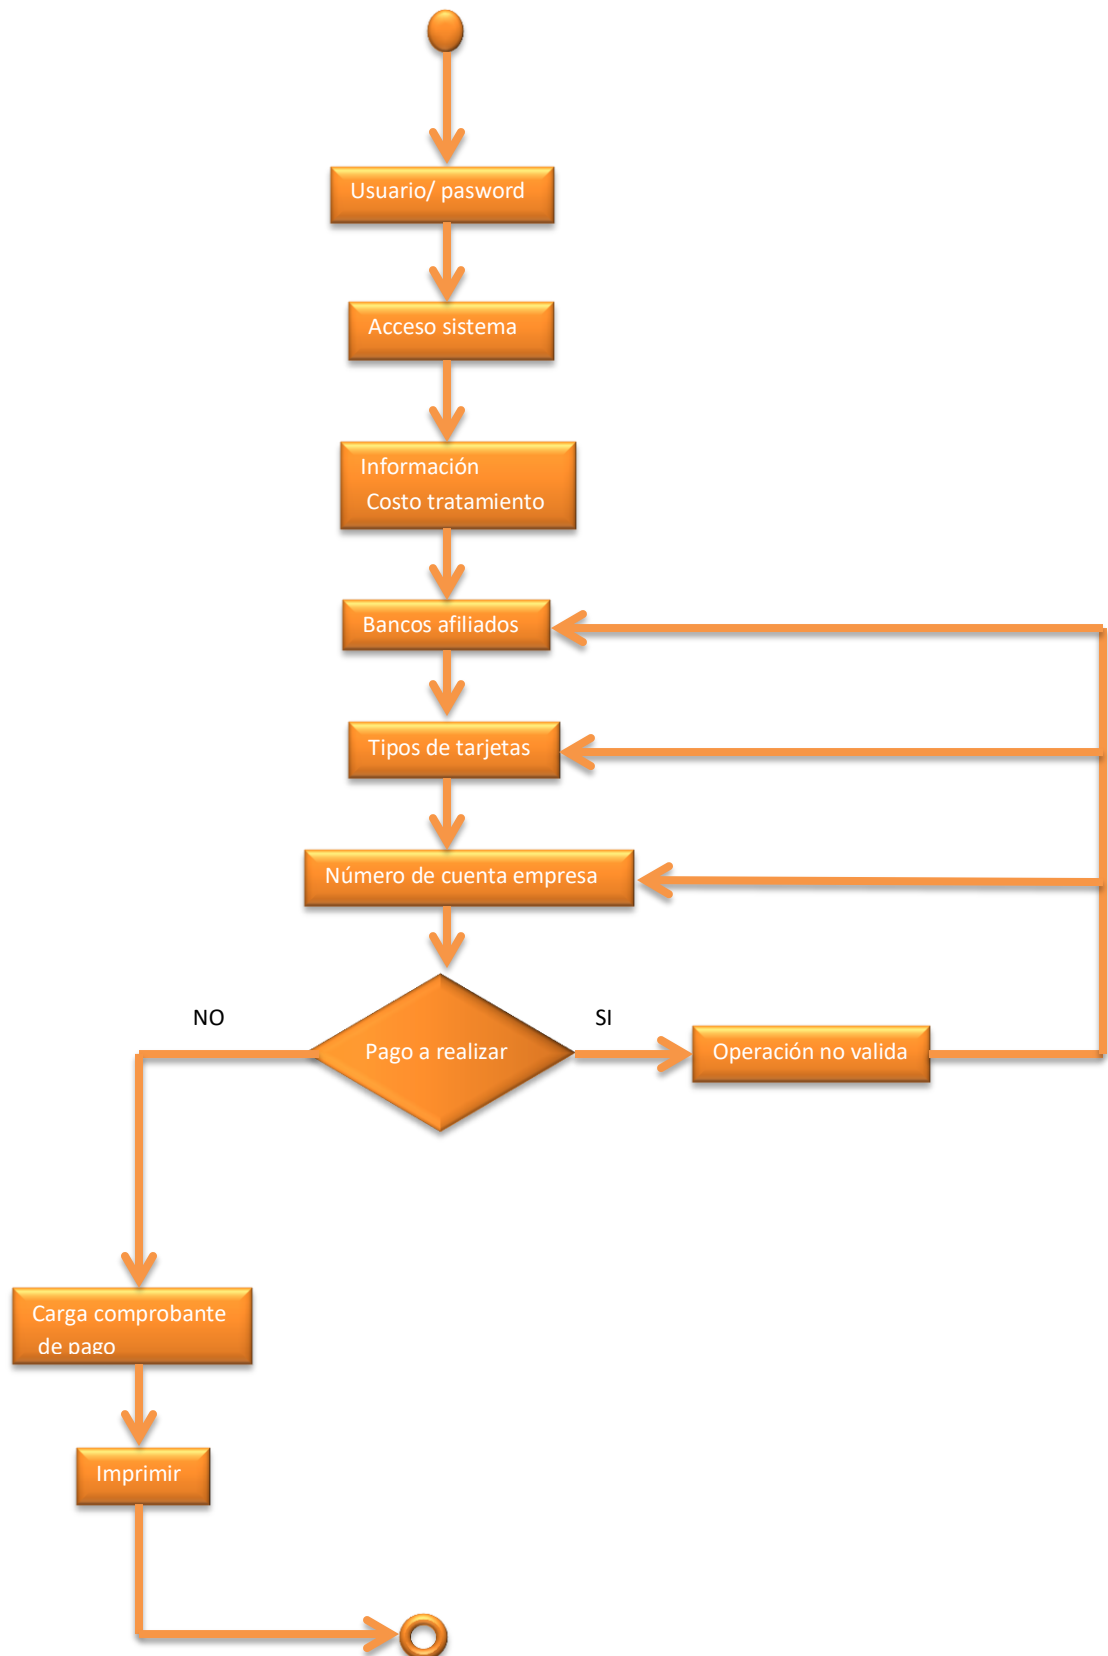 Usuario/ pasword
Acceso sistema
Información
Costo tratamiento
Bancos afiliados
Tipos de tarjetas
Número de cuenta empresa
NO
SI
Pago a realizar
Operación no valida
Carga comprobante
de pago
Imprimir